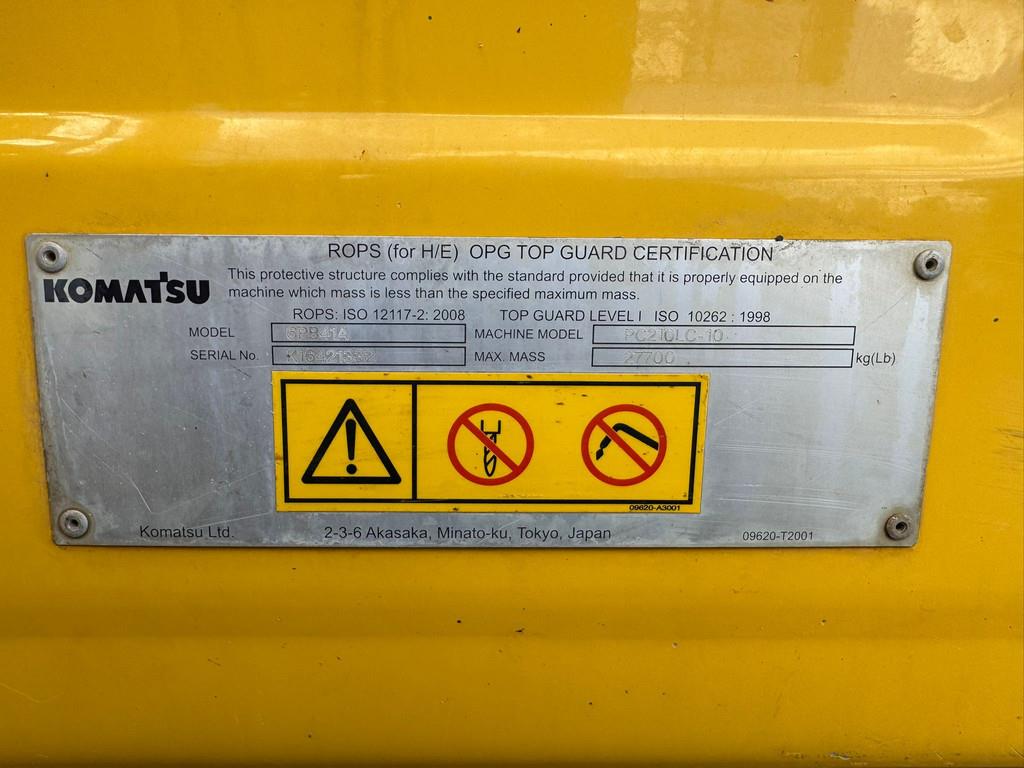 ROPS (for H/E) OPG TOP GUARD CERTIFICATION
KOMATSU
This protective structure complies with the standard provided that it is properly equipped on the
machine which mass is less than the specified maximum mass.
ROPS: ISO 12117-2: 2008 TOP GUARD LEVEL I ISO 10262 : 1998
MODEL MACHINE MODEL PC210LC-10
SERIAL No. MAX. MASS 27700 kg(Lb)
09620-A3001
Komatsu Ltd. 2-3-6 Akasaka, Minato-ku, Tokyo, Japan 09620-T2001